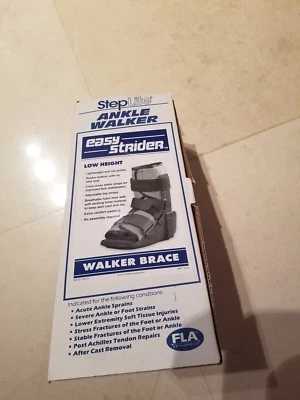 StepLite
ANKLE
WALKER
easy
STRIDER
LOW HEIGHT
WALKER BRACE
Indicated for the following conditions:
• Acute Ankle Sprains
• Severe Ankle or Foot Strains
• Lower Extremity Soft Tissue Injuries
• Stress Fractures of the Foot or Ankle
• Stable Fractures of the Foot or Ankle
• Post Achilles Tendon Repairs
• After Cast Removal
FLA